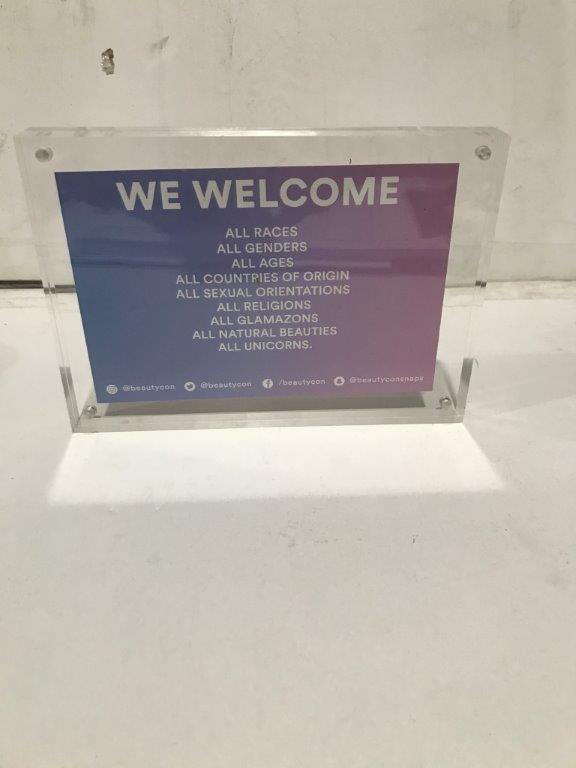 WE WELCOME
ALL RACES
ALL GENDERS
ALL AGES
ALL COUNTRIES OF ORIGIN
ALL SEXUAL ORIENTATIONS
ALL RELIGIONS
ALL GLAMAZONS
ALL NATURAL BEAUTIES
ALL UNICORNS.
@beautycon @beautycon /beautycon @beautyconsnaps